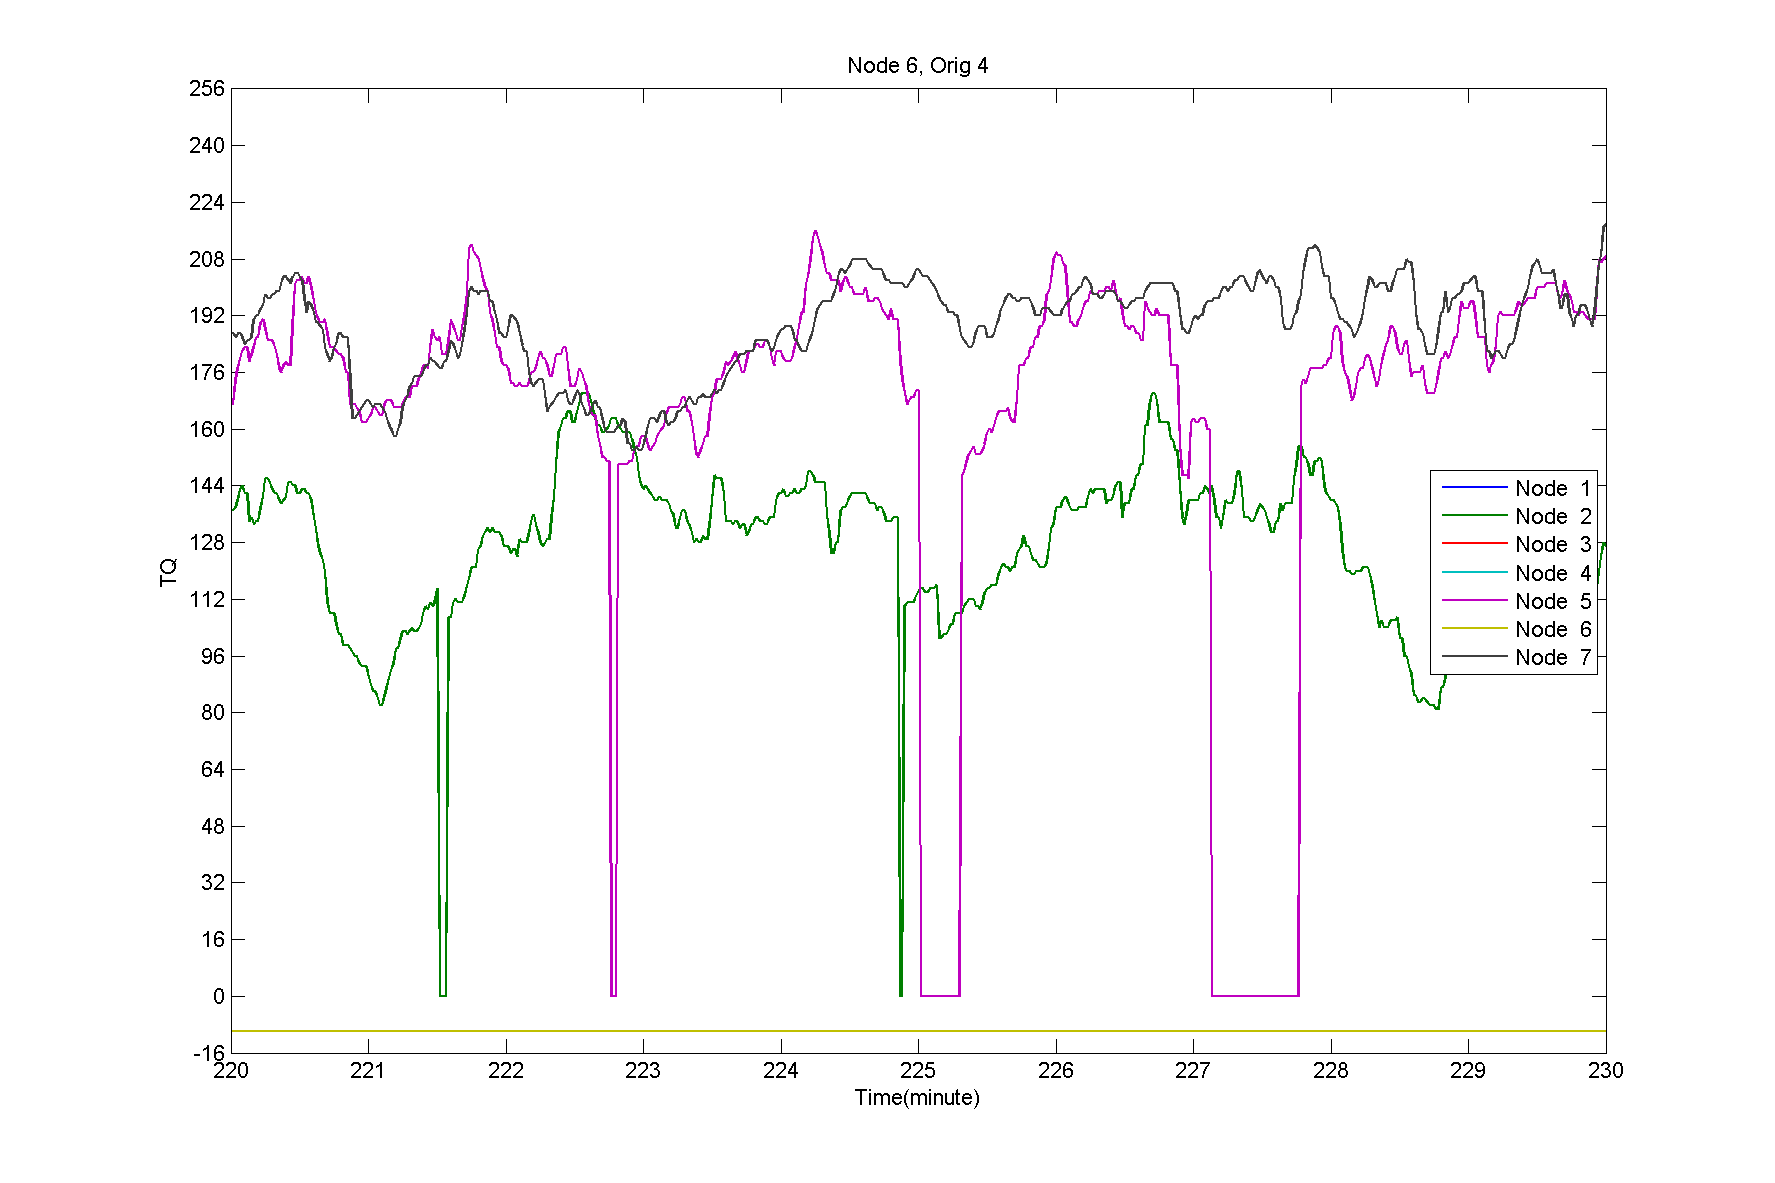 Node 6, Orig 4
256
240
224
208
192
176
160
144
128
112
96
80
64
48
32
16
0
-16
TQ
Node 1
Node 2
Node 3
Node 4
Node 5
Node 6
Node 7
220 221 222 223 224 225 226 227 228 229 230
Time(minute)